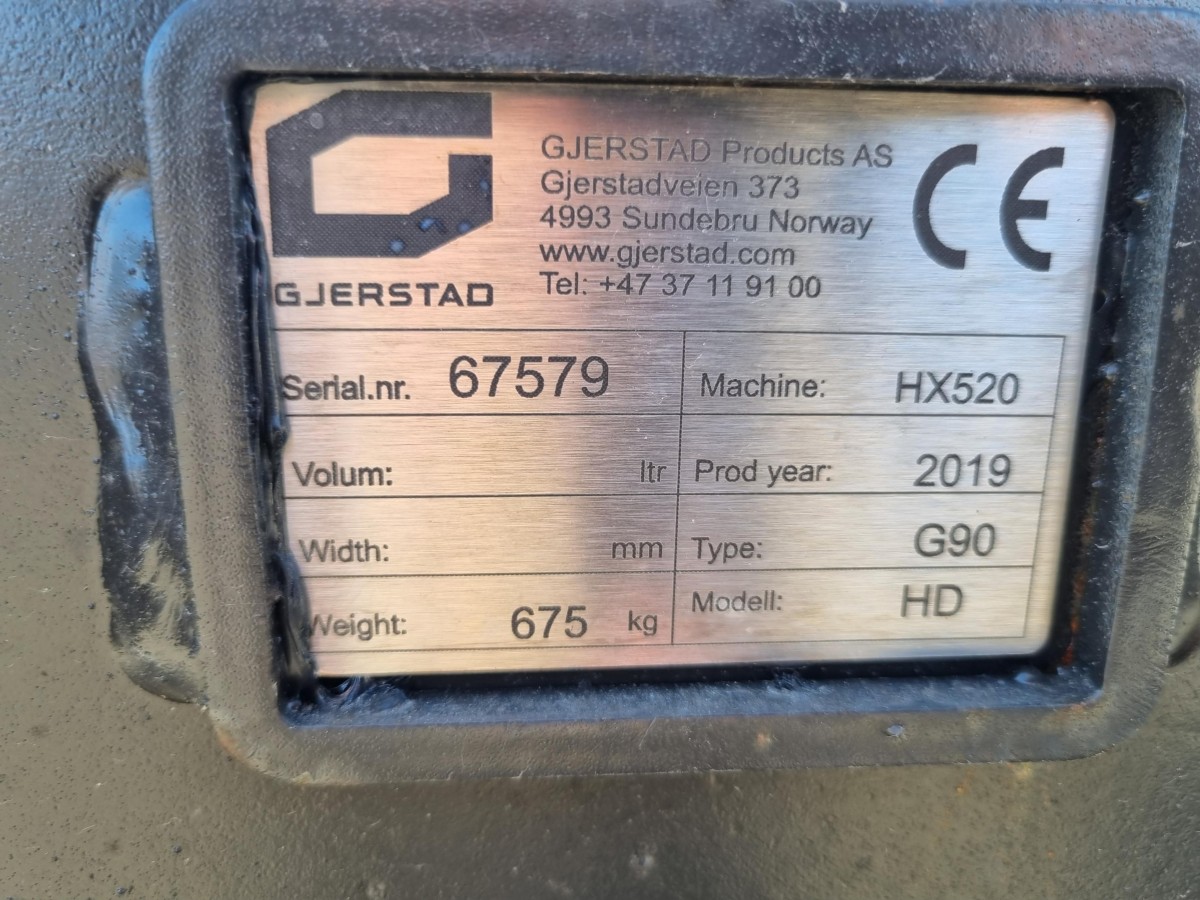 GJERSTAD
GJERSTAD Products AS
Gjerstadveien 373
4993 Sundebru Norway
www.gjerstad.com
Tel: +47 37 11 91 00
CE
Serial.nr. 67579
Machine: HX520
Volum: ltr
Prod year: 2019
Width: mm
Type: G90
Weight: 675 kg
Modell: HD